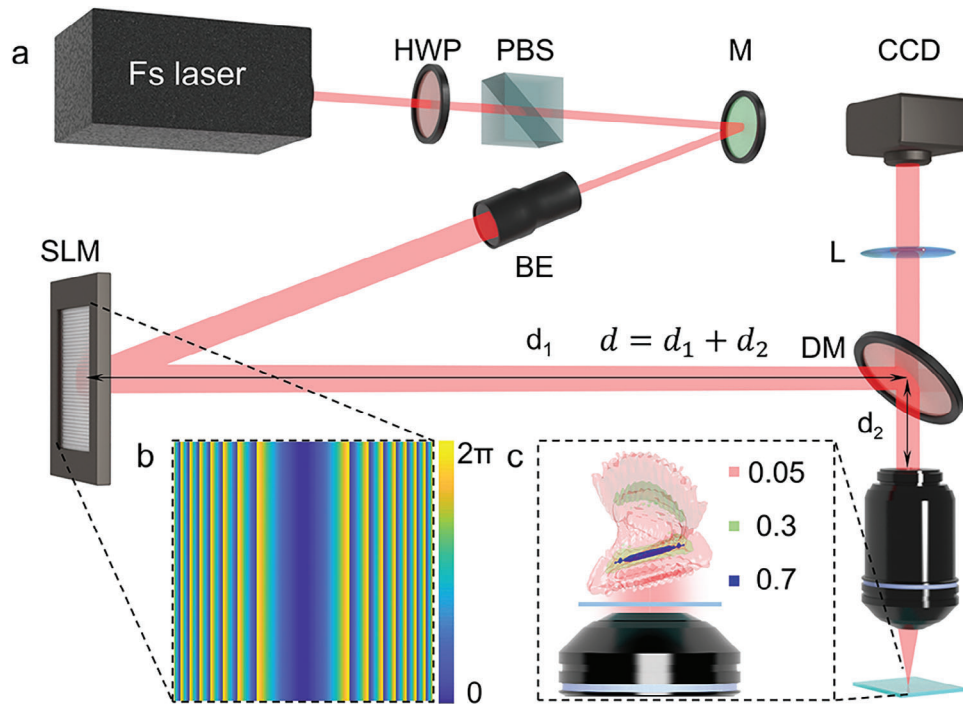 a
Fs laser
HWP
PBS
M
CCD
SLM
BE
L
d₁
d = d₁ + d₂
DM
d₂
b
2π
0
c
0.05
0.3
0.7